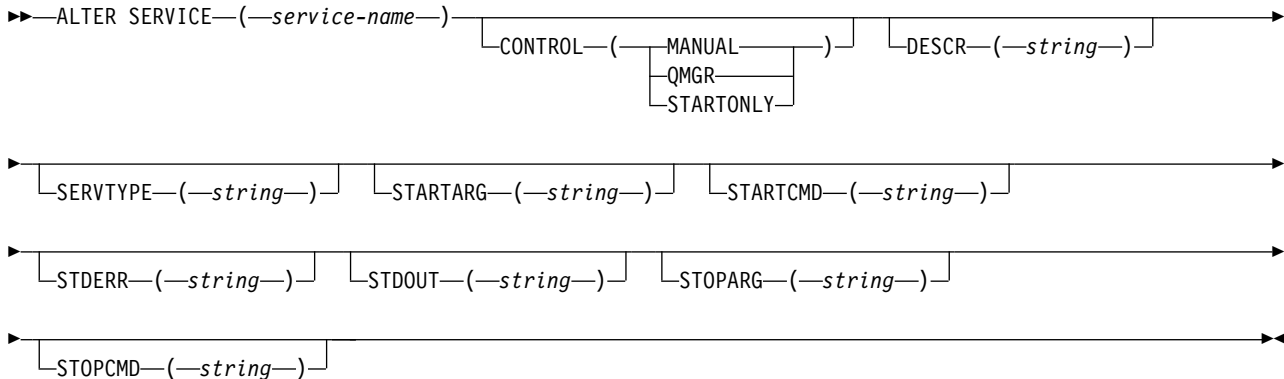 ALTER SERVICE ( service-name )
CONTROL ( MANUAL ) DESCR ( string )
QMGR
STARTONLY
SERVTYPE ( string ) STARTARG ( string ) STARTCMD ( string )
STDERR ( string ) STDOUT ( string ) STOPARG ( string )
STOPCMD ( string )